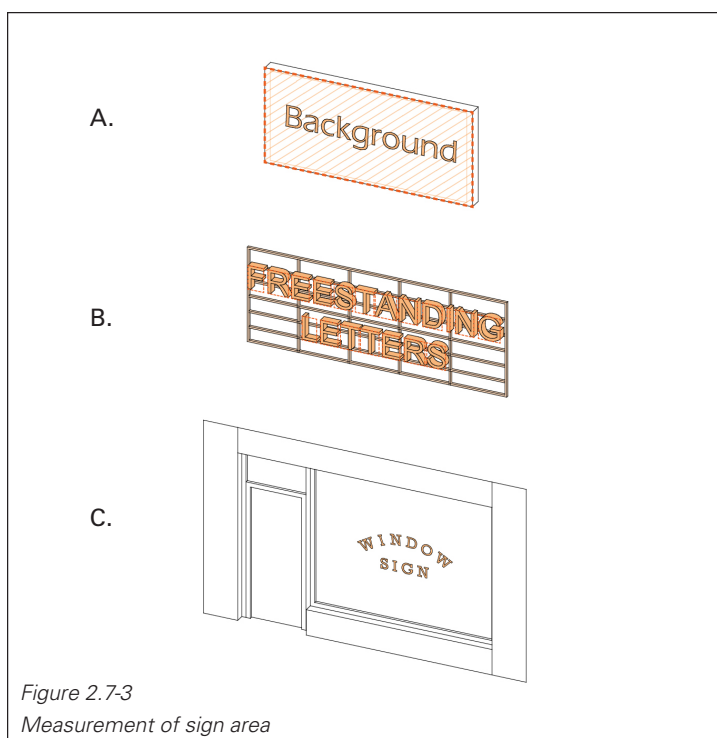 A.
Background
B.
FREESTANDING
LETTERS
C.
WINDOW
SIGN
Figure 2.7-3
Measurement of sign area